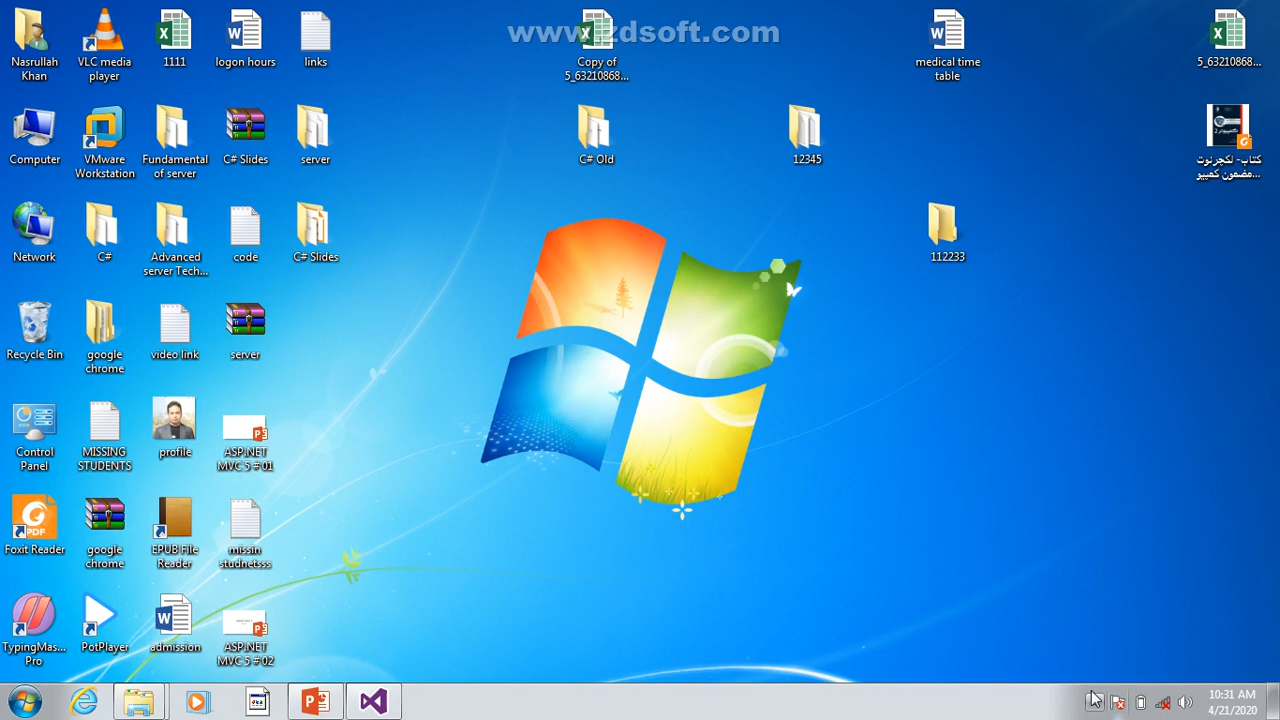 www.zdsoft.com
Nasrullah
Khan
VLC media
player
1111
logon hours
links
Copy of
5_63210868...
medical time
table
5_63210868...
Computer
VMware
Workstation
Fundamental
of server
C# Slides
server
C# Old
12345
كتاب- لكچرنوت
مضمون كمپيو...
Network
C#
Advanced
server Tech...
code
C# Slides
112233
Recycle Bin
google
chrome
video link
server
Control
Panel
MISSING
STUDENTS
profile
ASP.NET
MVC 5 # 01
PDF
Foxit Reader
google
chrome
EPUB File
Reader
missin
studnetsss
TypingMas...
Pro
PotPlayer
admission
ASP.NET
MVC 5 # 02
10:31 AM
4/21/2020